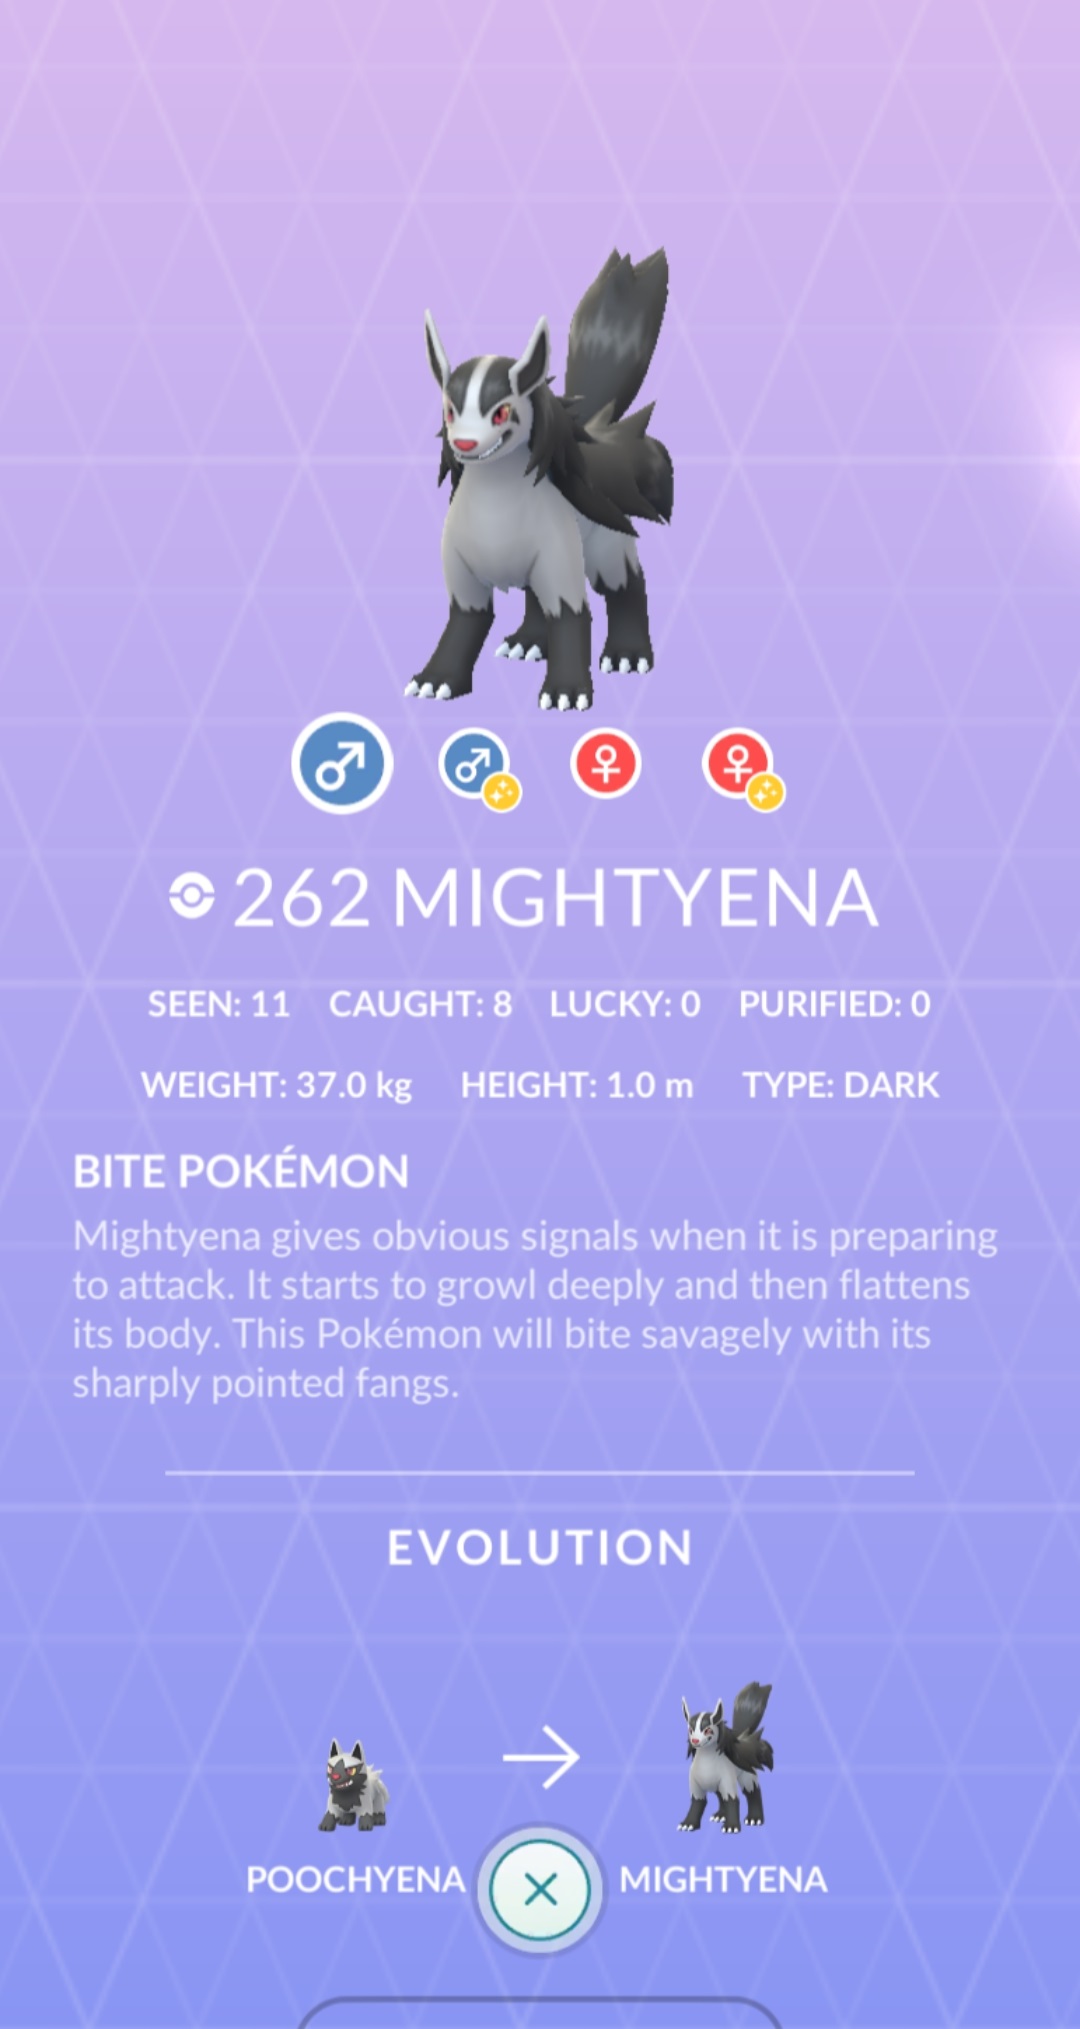 262 MIGHTYENA
SEEN: 11 CAUGHT: 8 LUCKY: 0 PURIFIED: 0
WEIGHT: 37.0 kg HEIGHT: 1.0 m TYPE: DARK
BITE POKÉMON
Mightyena gives obvious signals when it is preparing
to attack. It starts to growl deeply and then flattens
its body. This Pokémon will bite savagely with its
sharply pointed fangs.
EVOLUTION
POOCHYENA MIGHTYENA